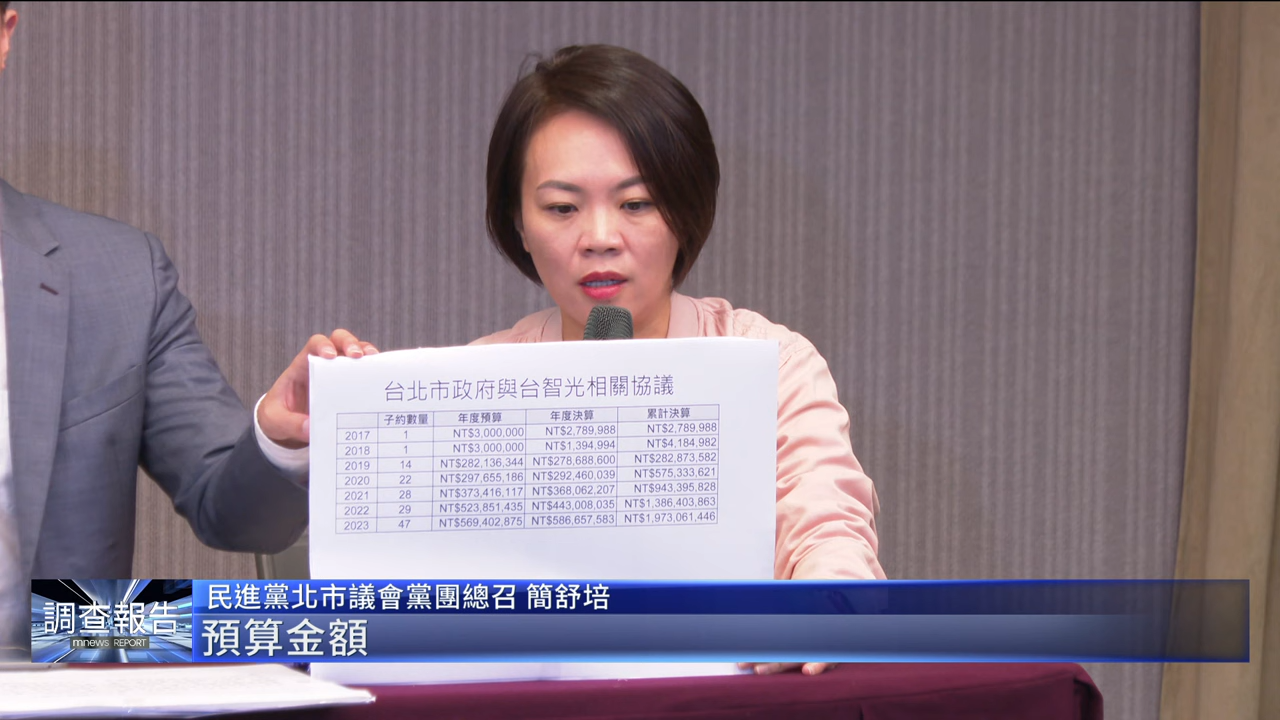 台北市政府與台智光相關協議
子約數量 年度預算 年度決算 累計決算
2017 1 NT$3,000,000 NT$2,789,988 NT$2,789,988
2018 1 NT$3,000,000 NT$1,394,994 NT$4,184,982
2019 14 NT$282,136,344 NT$278,688,600 NT$282,873,582
2020 22 NT$297,655,186 NT$292,460,039 NT$575,333,621
2021 28 NT$373,416,117 NT$368,062,207 NT$943,395,828
2022 29 NT$523,851,435 NT$443,008,035 NT$1,386,403,863
2023 47 NT$569,402,875 NT$586,657,583 NT$1,973,061,446
調查報告
mnews REPORT
民進黨北市議會黨團總召 簡舒培
預算金額